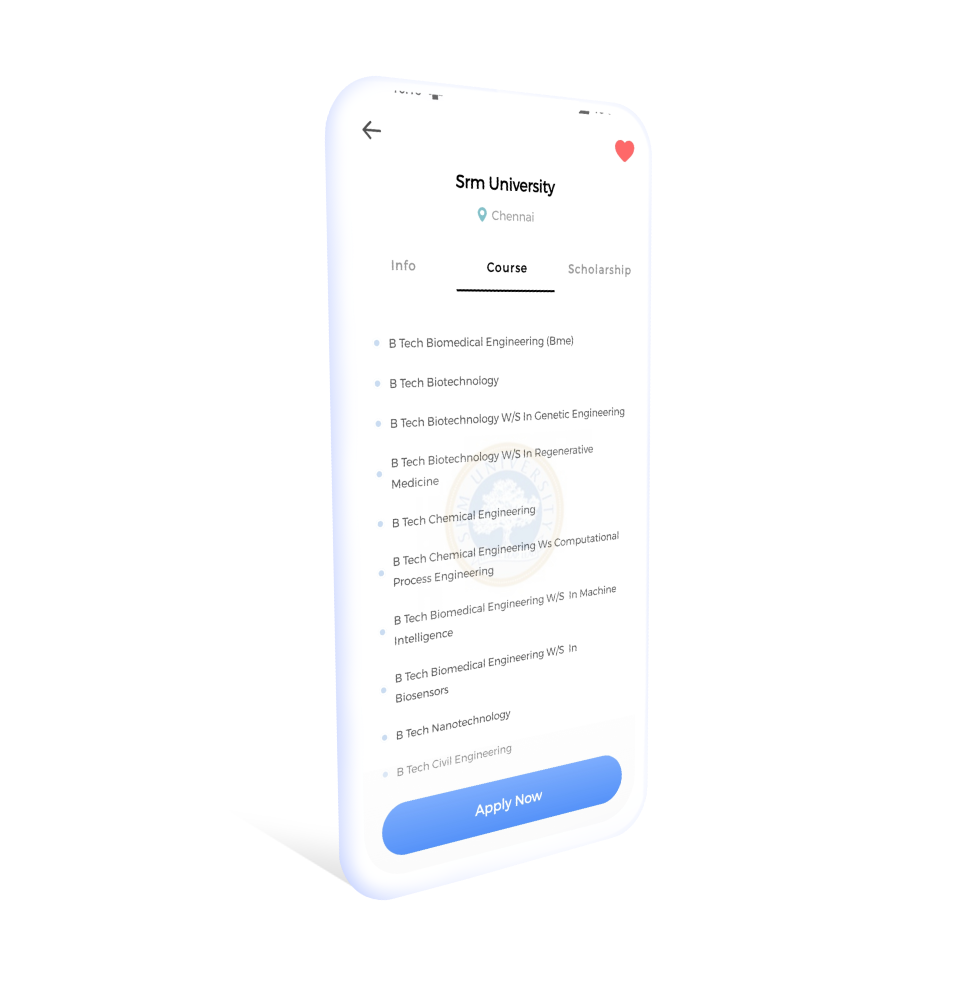 Srm University
Chennai
Info
Course
Scholarship
B Tech Biomedical Engineering (Bme)
B Tech Biotechnology
B Tech Biotechnology W/S In Genetic Engineering
B Tech Biotechnology W/S In Regenerative
Medicine
SRM UNIVERSITY
B Tech Chemical Engineering
B Tech Chemical Engineering Ws Computational
Process Engineering
B Tech Biomedical Engineering W/S In Machine
Intelligence
B Tech Biomedical Engineering W/S In
Biosensors
B Tech Nanotechnology
B Tech Civil Engineering
Apply Now